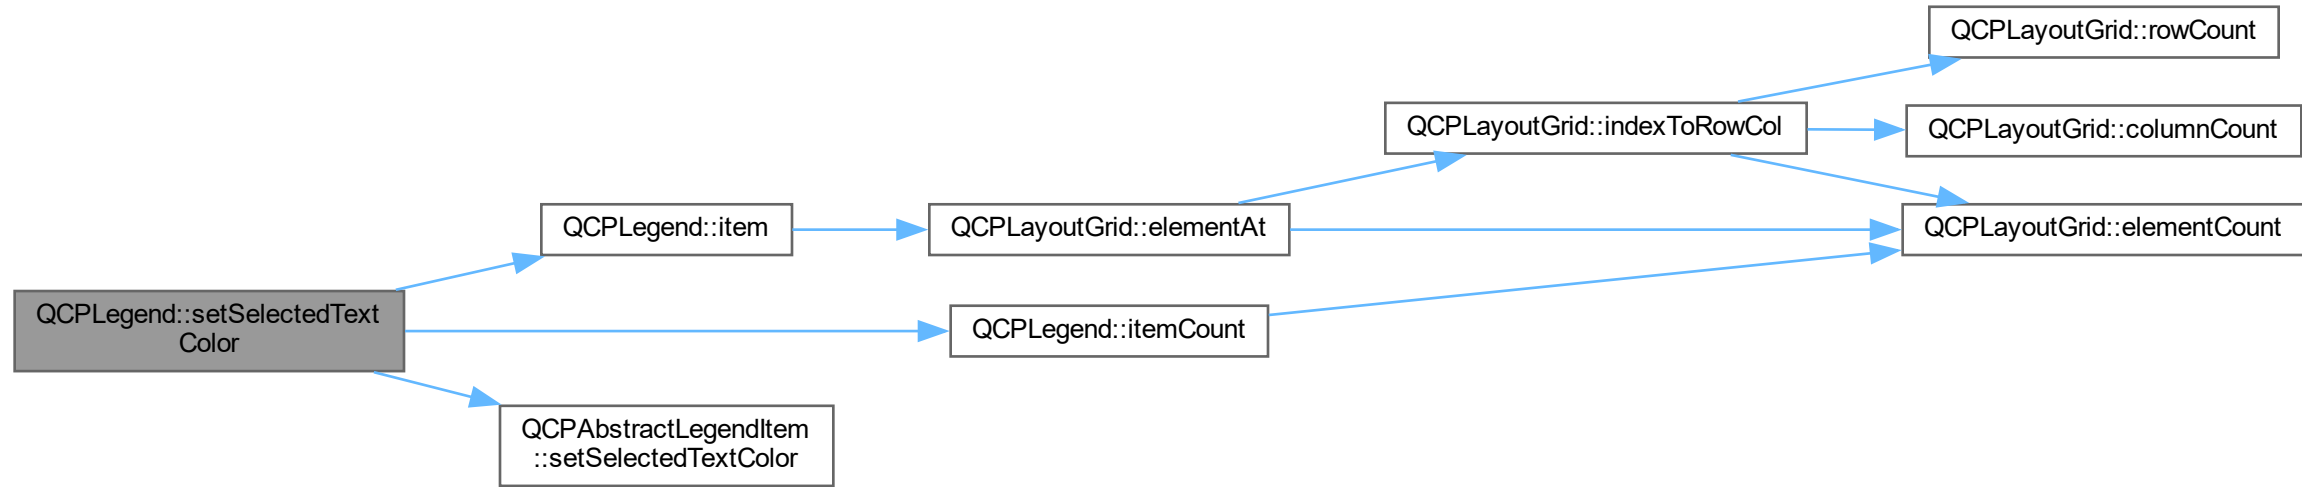 QCPLegend::setSelectedText
Color
QCPLegend::item
QCPLegend::itemCount
QCPAbstractLegendItem
::setSelectedTextColor
QCPLayoutGrid::elementAt
QCPLayoutGrid::indexToRowCol
QCPLayoutGrid::rowCount
QCPLayoutGrid::columnCount
QCPLayoutGrid::elementCount